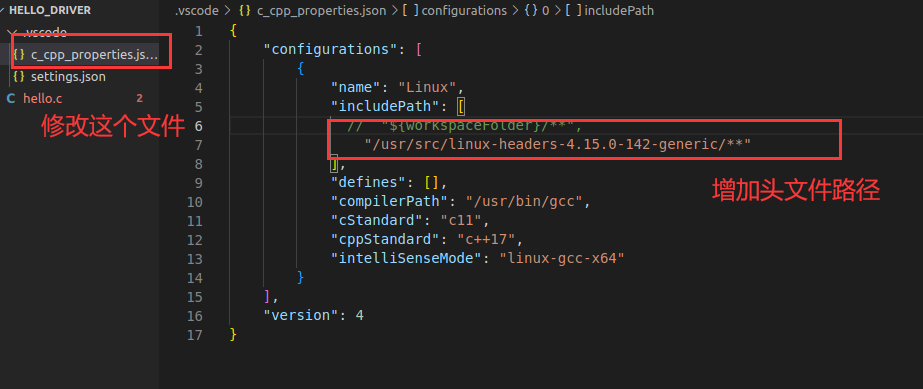 HELLO_DRIVER
.vscode
{} c_cpp_properties.js...
{} settings.json
C hello.c 2
修改这个文件
.vscode > {} c_cpp_properties.json > [ ] configurations > {} 0 > [ ] includePath
1 {
2 "configurations": [
3 {
4 "name": "Linux",
5 "includePath": [
6 // "${workspaceFolder}/**",
7 "/usr/src/linux-headers-4.15.0-142-generic/**"
8 ],
9 "defines": [],
10 "compilerPath": "/usr/bin/gcc",
11 "cStandard": "c11",
12 "cppStandard": "c++17",
13 "intelliSenseMode": "linux-gcc-x64"
14 }
15 ],
16 "version": 4
17 }
增加头文件路径